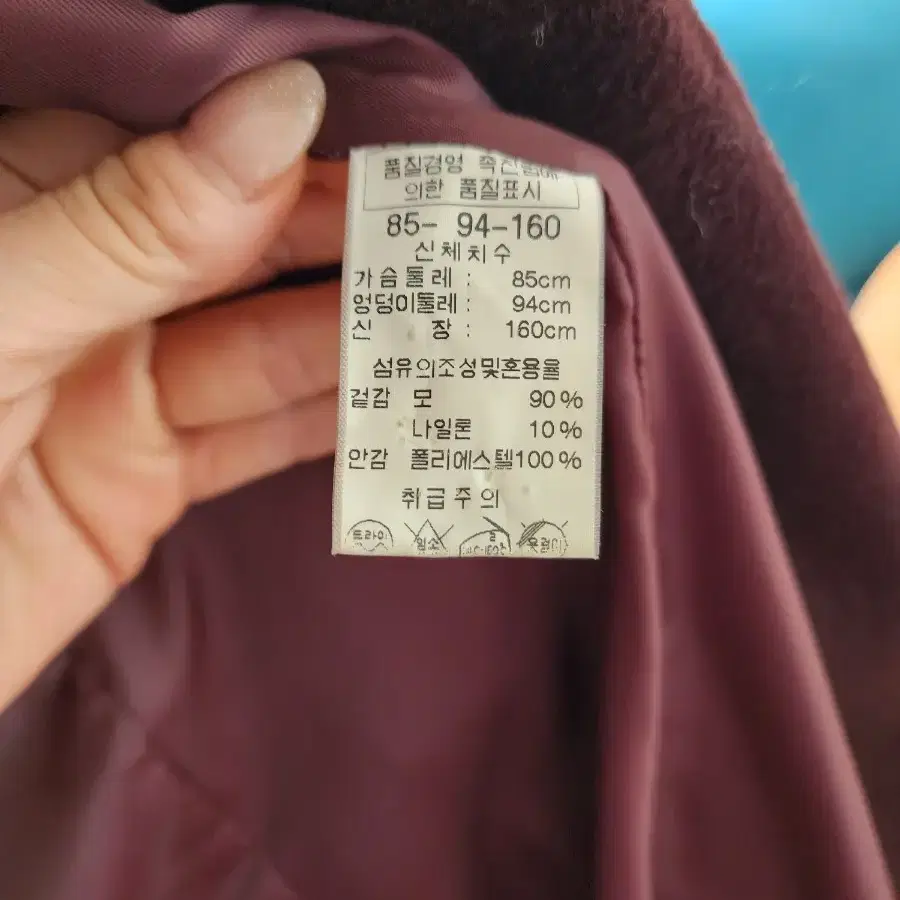 품질경영 촉진법에
의한 품질표시
85- 94-160
신체치수
가슴둘레 : 85cm
엉덩이둘레 : 94cm
신 장 : 160cm
섬유의조성및혼용율
겉감 모 90%
나일론 10%
안감 폴리에스텔100%
취급주의
드라이 염소